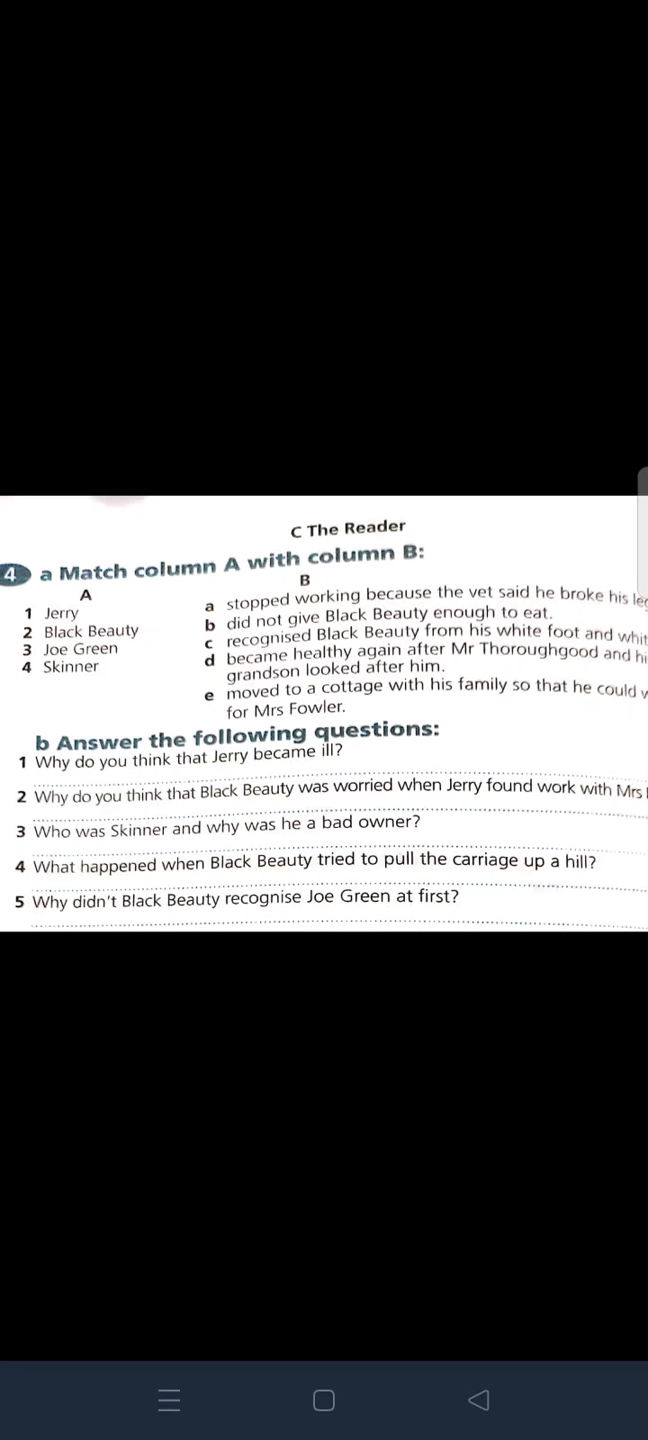 C The Reader
4 a Match column A with column B:
A
B
1 Jerry
2 Black Beauty
3 Joe Green
4 Skinner
a stopped working because the vet said he broke his
b did not give Black Beauty enough to eat.
c recognised Black Beauty from his white foot and
d became healthy again after Mr Thoroughgood and
grandson looked after him.
e moved to a cottage with his family so that he could
for Mrs Fowler.
b Answer the following questions:
1 Why do you think that Jerry became ill?
2 Why do you think that Black Beauty was worried when Jerry found work with Mrs
3 Who was Skinner and why was he a bad owner?
4 What happened when Black Beauty tried to pull the carriage up a hill?
5 Why didn't Black Beauty recognise Joe Green at first?